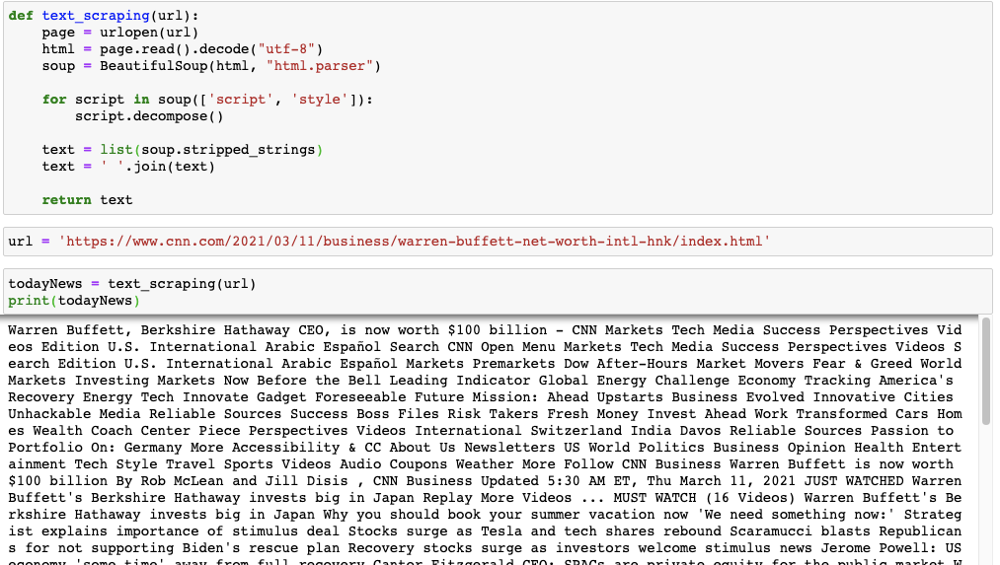 def text_scraping(url):
    page = urlopen(url)
    html = page.read().decode("utf-8")
    soup = BeautifulSoup(html, "html.parser")
    for script in soup(['script', 'style']):
        script.decompose()
    text = list(soup.stripped_strings)
    text = ' '.join(text)
    return text
url = 'https://www.cnn.com/2021/03/11/business/warren-buffett-net-worth-intl-hnk/index.html'
todayNews = text_scraping(url)
print(todayNews)
Warren Buffett, Berkshire Hathaway CEO, is now worth $100 billion - CNN Markets Tech Media Success Perspectives Vid
eos Edition U.S. International Arabic Español Search CNN Open Menu Markets Tech Media Success Perspectives Videos S
earch Edition U.S. International Arabic Español Markets Premarkets Dow After-Hours Market Movers Fear & Greed World
Markets Investing Markets Now Before the Bell Leading Indicator Global Energy Challenge Economy Tracking America's
Recovery Energy Tech Innovate Gadget Foreseeable Future Mission: Ahead Upstarts Business Evolved Innovative Cities
Unhackable Media Reliable Sources Success Boss Files Risk Takers Fresh Money Invest Ahead Work Transformed Cars Hom
es Wealth Coach Center Piece Perspectives Videos International Switzerland India Davos Reliable Sources Passion to
Portfolio On: Germany More Accessibility & CC About Us Newsletters US World Politics Business Opinion Health Entert
ainment Tech Style Travel Sports Videos Audio Coupons Weather More Follow CNN Business Warren Buffett is now worth
$100 billion By Rob McLean and Jill Disis , CNN Business Updated 5:30 AM ET, Thu March 11, 2021 JUST WATCHED Warren
Buffett's Berkshire Hathaway invests big in Japan Replay More Videos ... MUST WATCH (16 Videos) Warren Buffett's Be
rkshire Hathaway invests big in Japan Why you should book your summer vacation now 'We need something now:' Strateg
ist explains importance of stimulus deal Stocks surge as Tesla and tech shares rebound Scaramucci blasts Republican
s for not supporting Biden's rescue plan Recovery stocks surge as investors welcome stimulus news Jerome Powell: US
economy 'some time' away from full recovery Cantor Fitzgerald CEO: SPACs are private equity for the public market W